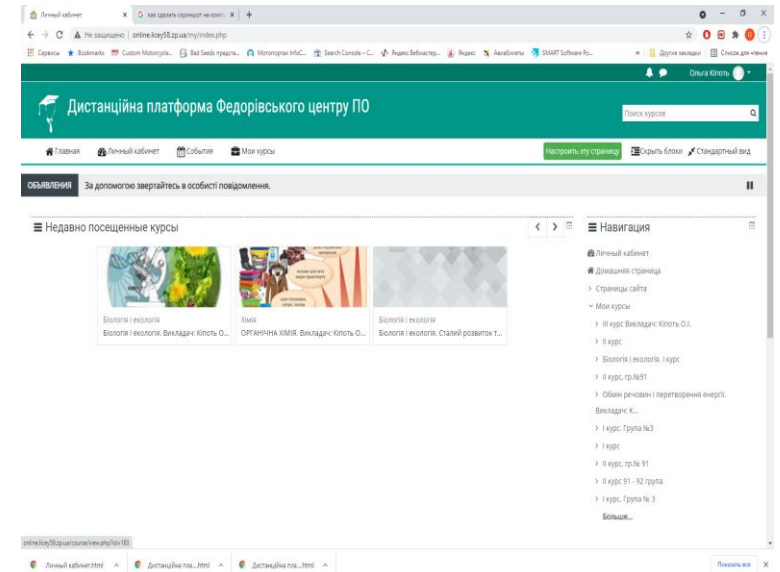 Личный кабинет
как сделать скриншот на комп
Не защищено | online.licey58.zp.ua/my/index.php
Сервисы
Bookmarks
Custom Motorcycle...
Bad Seeds предста...
Мотопортал InfoC...
Search Console – C...
Яндекс.Вебмастер...
Яндекс
Авиабилеты
SMART Software Ро...
Другие закладки
Список для чтения
Ольга Кіпоть
Дистанційна платформа Федорівського центру ПО
Поиск курсов
Главная
Личный кабинет
События
Мои курсы
Настроить эту страницу
Скрыть блоки
Стандартный вид
ОБЪЯВЛЕНИЯ
За допомогою звертайтесь в особисті повідомлення.
Недавно посещенные курсы
Біологія і екологія
Біологія і екологія. Викладач: Кіпоть О...
Хімія
ОРГАНІЧНА ХІМІЯ. Викладач: Кіпоть О...
Біологія і екологія
Біологія і екологія. Сталий розвиток т...
Навигация
Личный кабинет
Домашняя страница
Страницы сайта
Мои курсы
III курс Викладач: Кіпоть О.І.
II курс
Біологія і екологія, І курс
II курс, гр.№91
Обмін речовин і перетворення енергії.
Викладач: К...
I курс. Група №3
I курс
II курс, гр.№ 91
II курс 91 - 92 група
I курс. Група № 3
Больше...
online.licey58.zp.ua/course/view.php?id=183
Личный кабинет.html
Дистанційна пла....html
Дистанційна пла....html
Показать все